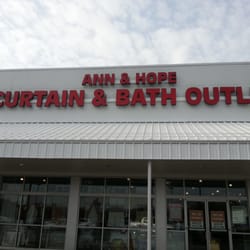 ANN & HOPE
CURTAIN & BATH OUTL